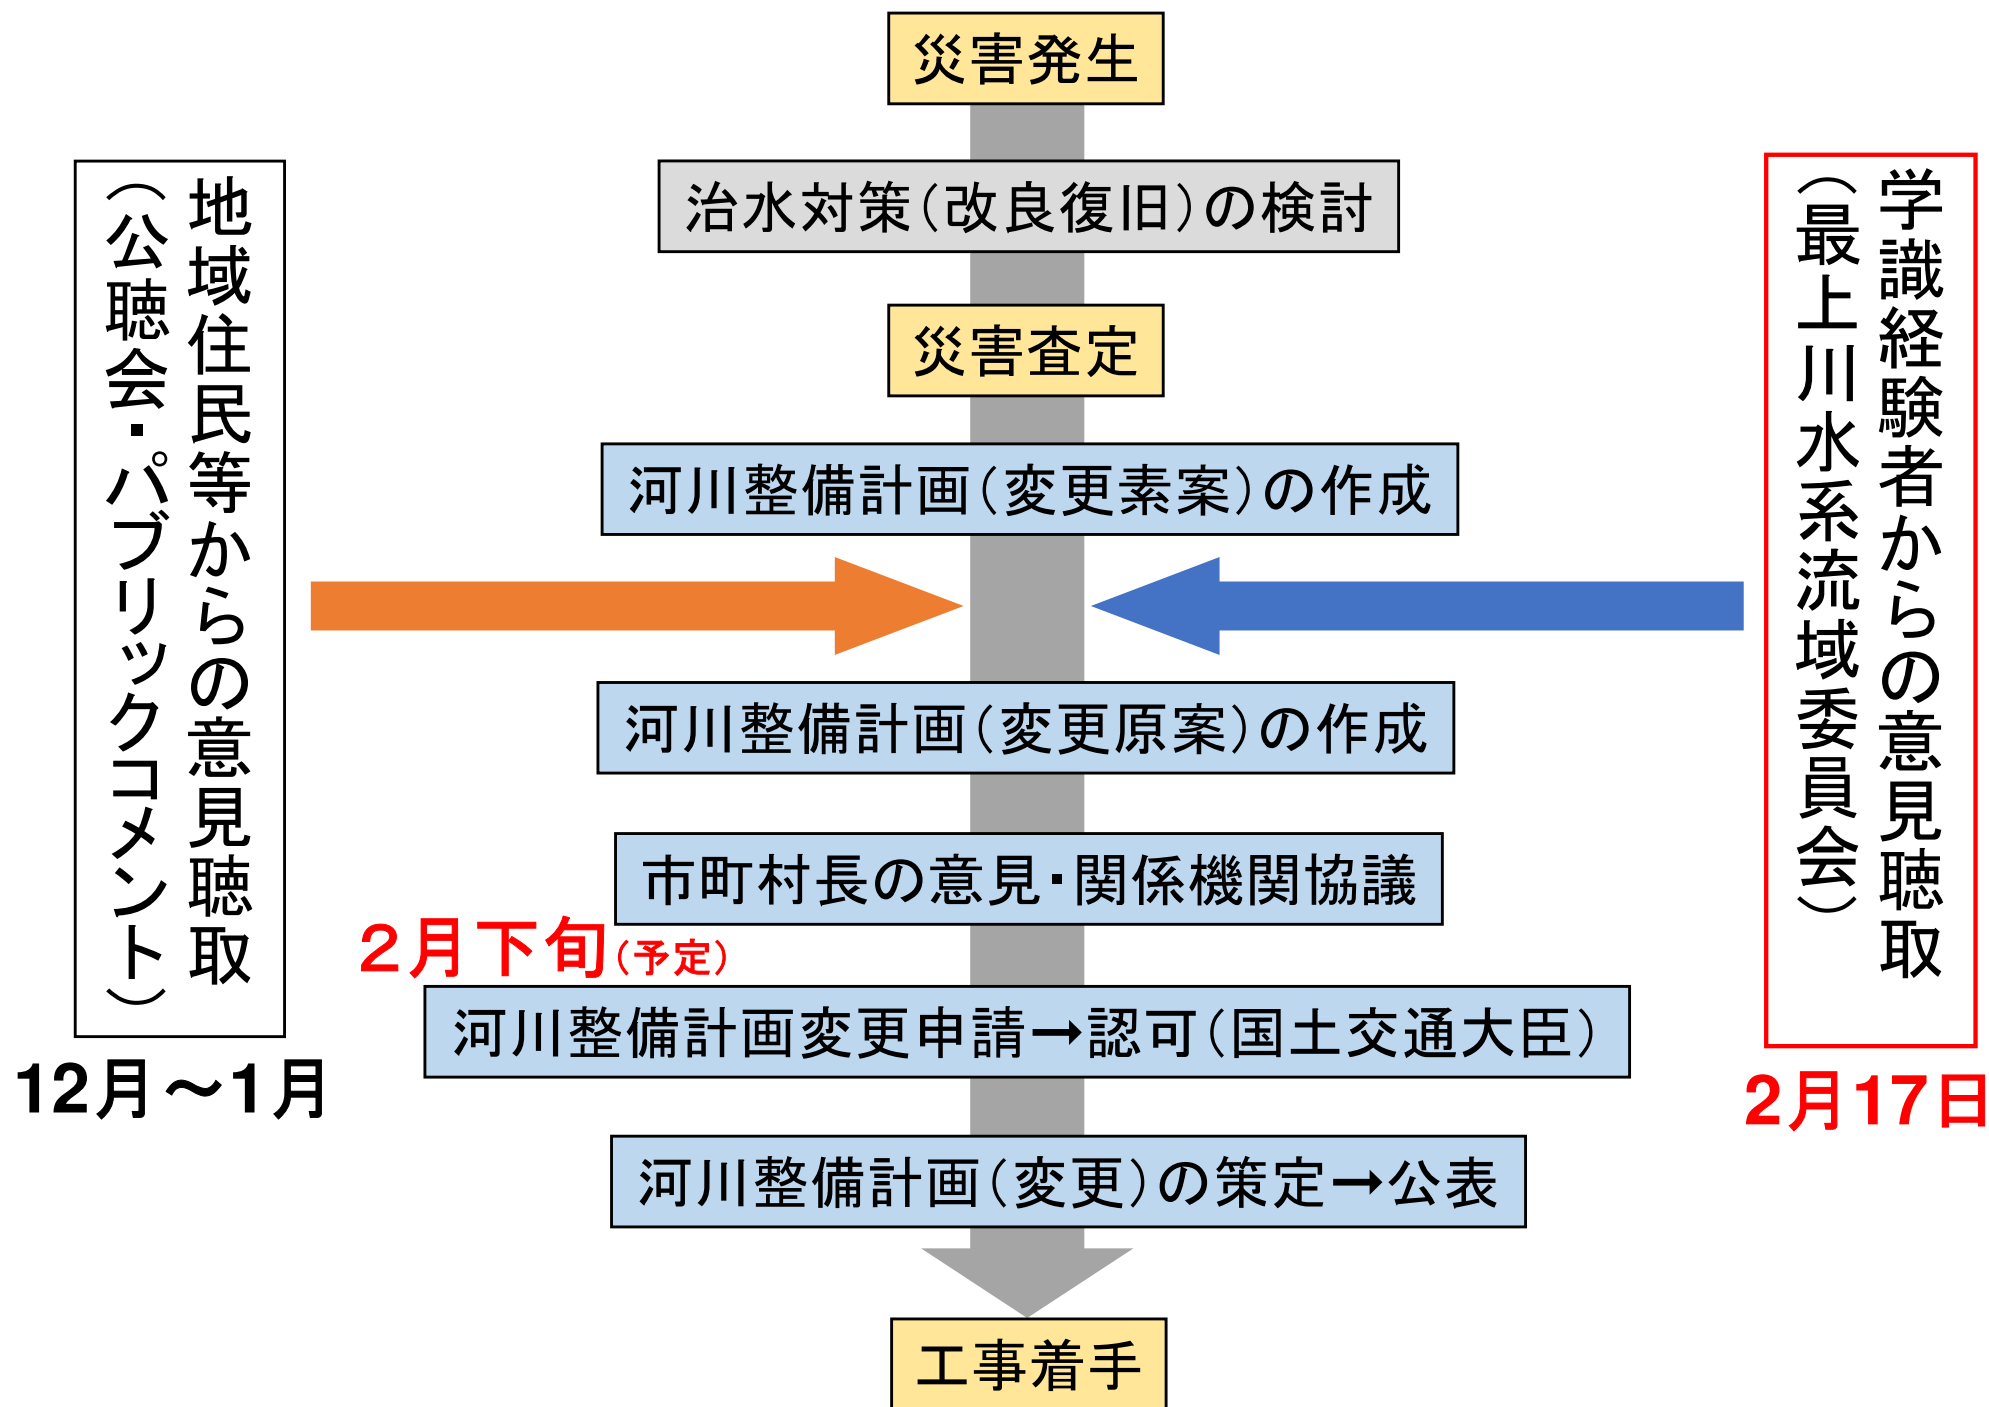 災害発生
治水対策（改良復旧）の検討
災害査定
河川整備計画（変更素案）の作成
地域住民等からの意見聴取
（公聴会・パブリックコメント）
12月～1月
学識経験者からの意見聴取
（最上川水系流域委員会）
2月17日
河川整備計画（変更原案）の作成
市町村長の意見・関係機関協議
２月下旬（予定）
河川整備計画変更申請→認可（国土交通大臣）
河川整備計画（変更）の策定→公表
工事着手